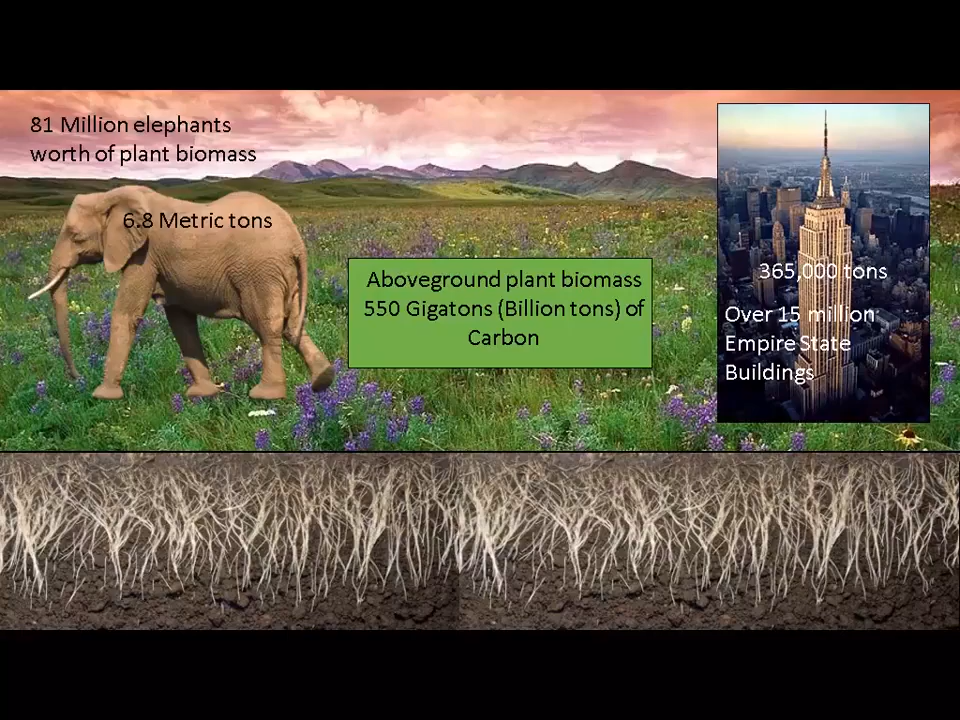 81 Million elephants
worth of plant biomass
6.8 Metric tons
Aboveground plant biomass
550 Gigatons (Billion tons) of
Carbon
365,000 tons
Over 15 million
Empire State
Buildings